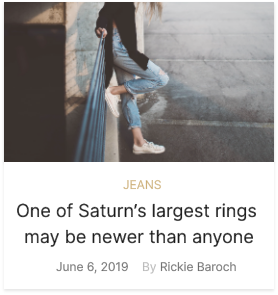 JEANS
One of Saturn’s largest rings
may be newer than anyone
June 6, 2019 By Rickie Baroch